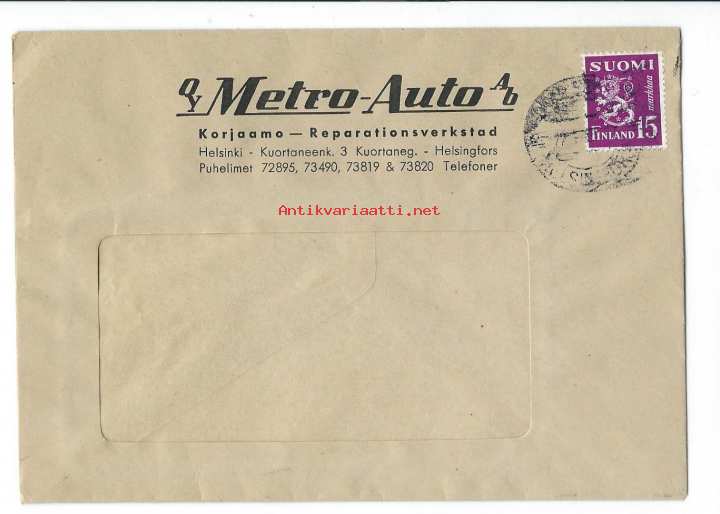 Oy Metro-Auto Ab
Korjaamo — Reparationsverkstad
Helsinki - Kuortaneenk. 3 Kuortaneg. - Helsingfors
Puhelimet 72895, 73490, 73819 & 73820 Telefoner
Antikvariaatti.net
SUOMI
markkaa
FINLAND 15